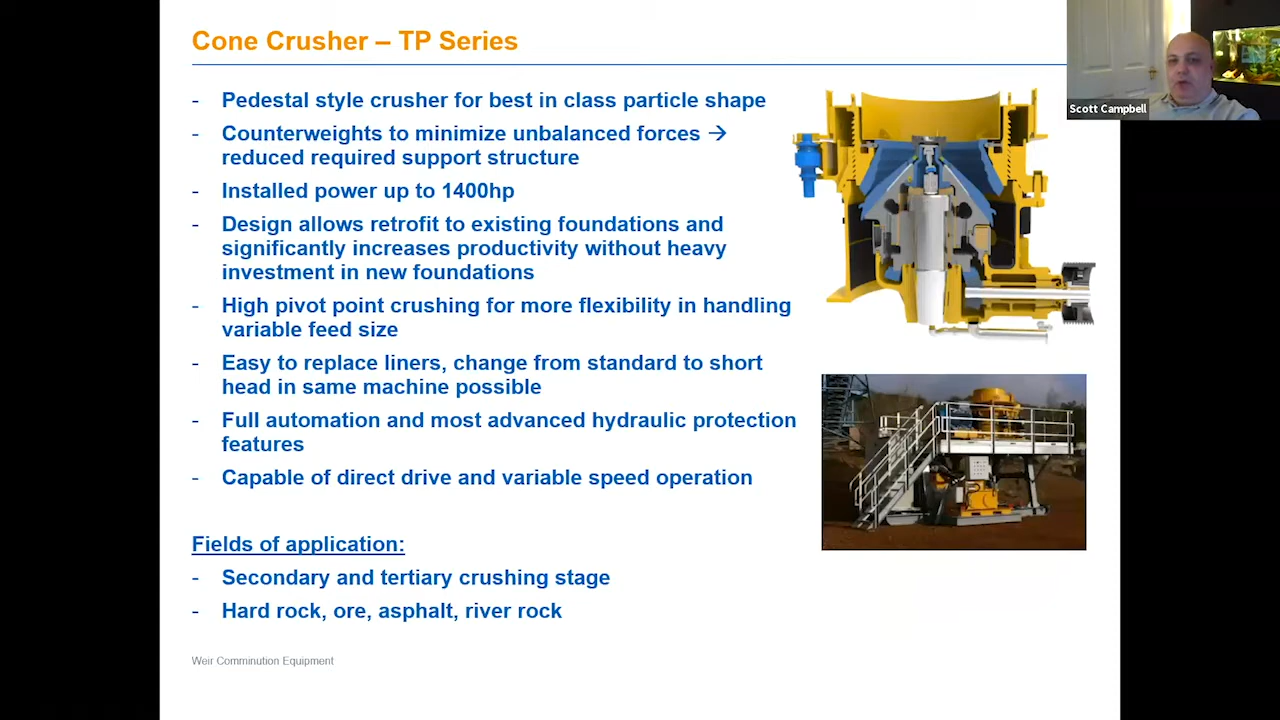 Cone Crusher – TP Series
Scott Campbell
- Pedestal style crusher for best in class particle shape
- Counterweights to minimize unbalanced forces →
reduced required support structure
- Installed power up to 1400hp
- Design allows retrofit to existing foundations and
significantly increases productivity without heavy
investment in new foundations
- High pivot point crushing for more flexibility in handling
variable feed size
- Easy to replace liners, change from standard to short
head in same machine possible
- Full automation and most advanced hydraulic protection
features
- Capable of direct drive and variable speed operation
Fields of application:
- Secondary and tertiary crushing stage
- Hard rock, ore, asphalt, river rock
Weir Comminution Equipment